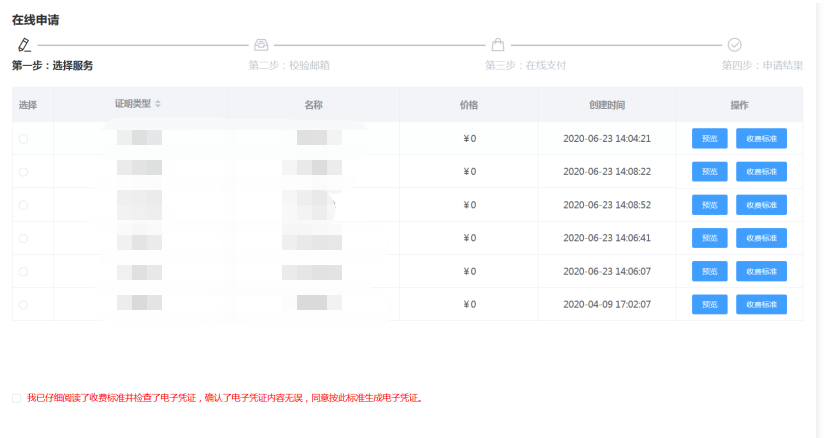 在线申请
第一步：选择服务 第二步：校验邮箱 第三步：在线支付 第四步：申请结果
选择 证明类型 名称 价格 创建时间 操作
¥0 2020-06-23 14:04:21 预览 收费标准
¥0 2020-06-23 14:08:22 预览 收费标准
¥0 2020-06-23 14:08:52 预览 收费标准
¥0 2020-06-23 14:06:41 预览 收费标准
¥0 2020-06-23 14:06:07 预览 收费标准
¥0 2020-04-09 17:02:07 预览 收费标准
我已仔细阅读了收费标准并检查了电子凭证，确认了电子凭证内容无误，同意按此标准生成电子凭证。